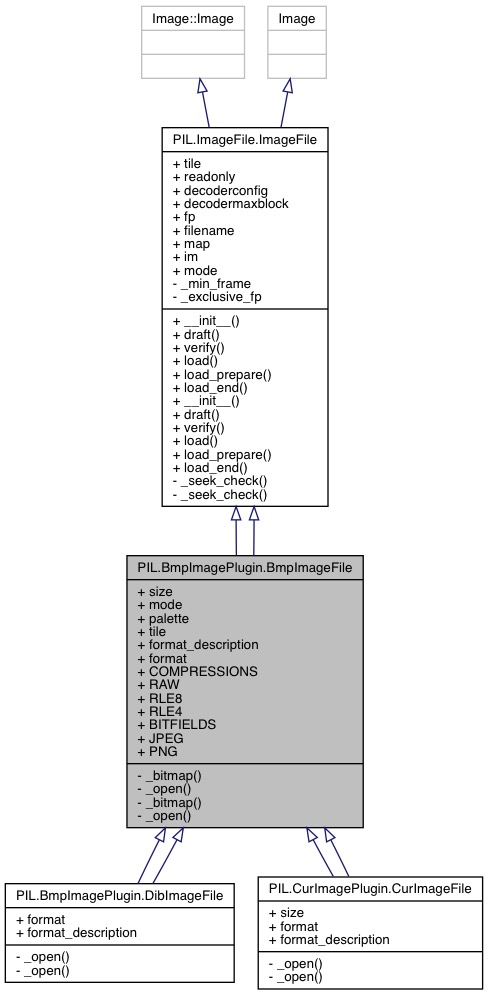 Image::Image
Image
PIL.ImageFile.ImageFile
+ tile
+ readonly
+ decoderconfig
+ decodermaxblock
+ fp
+ filename
+ map
+ im
+ mode
- _min_frame
- _exclusive_fp
+ __init__()
+ draft()
+ verify()
+ load()
+ load_prepare()
+ load_end()
+ __init__()
+ draft()
+ verify()
+ load()
+ load_prepare()
+ load_end()
- _seek_check()
- _seek_check()
PIL.BmpImagePlugin.BmpImageFile
+ size
+ mode
+ palette
+ tile
+ format_description
+ format
+ COMPRESSIONS
+ RAW
+ RLE8
+ RLE4
+ BITFIELDS
+ JPEG
+ PNG
- _bitmap()
- _open()
- _bitmap()
- _open()
PIL.BmpImagePlugin.DibImageFile
+ format
+ format_description
- _open()
- _open()
PIL.CurImagePlugin.CurImageFile
+ size
+ format
+ format_description
- _open()
- _open()